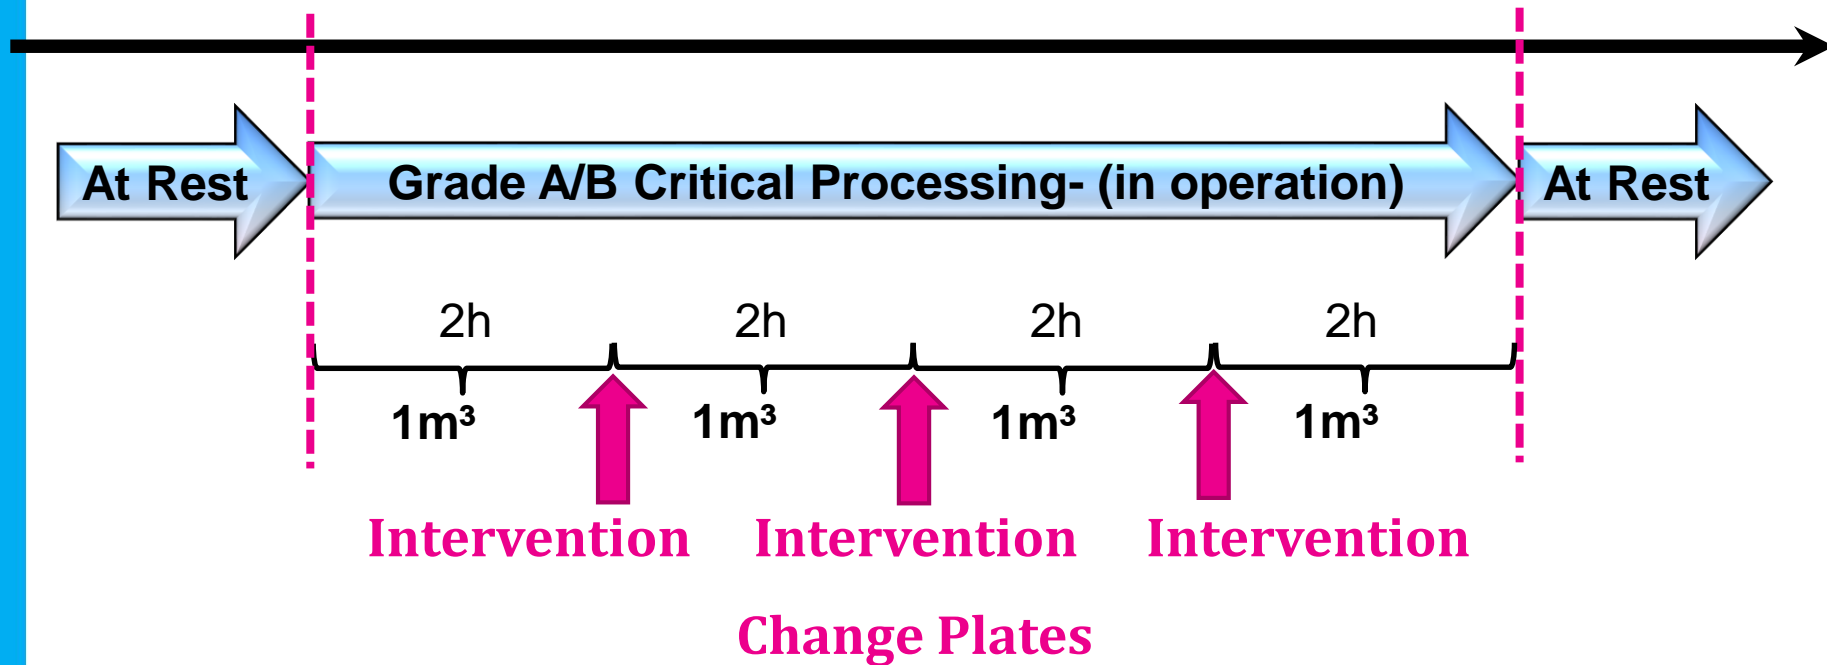 At Rest
Grade A/B Critical Processing- (in operation)
At Rest
2h
2h
2h
2h
1m³
1m³
1m³
1m³
Intervention
Intervention
Intervention
Change Plates